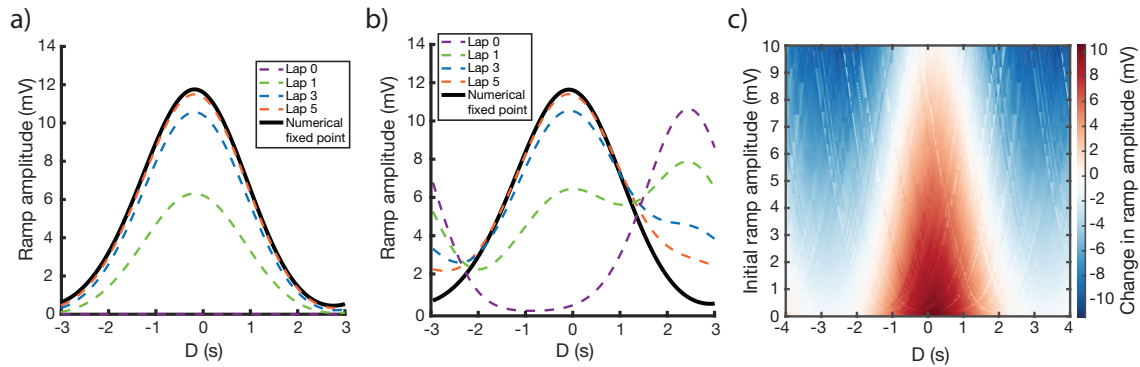 a)
Ramp amplitude (mV)
14
12
10
8
6
4
2
0
-3
-2
-1
0
1
2
3
D (s)
Lap 0
Lap 1
Lap 3
Lap 5
Numerical
fixed point
b)
Ramp amplitude (mV)
14
12
10
8
6
4
2
0
-3
-2
-1
0
1
2
3
D (s)
Lap 0
Lap 1
Lap 3
Lap 5
Numerical
fixed point
c)
Initial ramp amplitude (mV)
10
9
8
7
6
5
4
3
2
1
0
-4
-3
-2
-1
0
1
2
3
4
D (s)
10
8
6
4
2
0
-2
-4
-6
-8
-10
Change in ramp amplitude (mV)